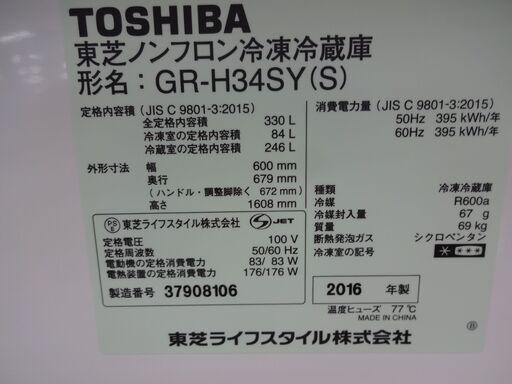 TOSHIBA
東芝ノンフロン冷凍冷蔵庫
形名：GR-H34SY(S)
定格内容積（JIS C 9801-3:2015）
全定格内容積 330 L
冷凍室の定格内容積 84 L
冷蔵室の定格内容積 246 L
外形寸法 幅 600 mm
奥行 679 mm
（ハンドル・調整脚除く 672 mm）
高さ 1608 mm
PS E 東芝ライフスタイル株式会社 S JET
定格電圧 100 V
定格周波数 50/60 Hz
電動機の定格消費電力 83/ 83 W
電熱装置の定格消費電力 176/176 W
製造番号 37908106
消費電力量（JIS C 9801-3:2015）
50Hz 395 kWh/年
60Hz 395 kWh/年
種類 冷凍冷蔵庫
冷媒 R600a
冷媒封入量 67 g
質量 69 kg
断熱発泡ガス シクロペンタン
冷凍室の記号 * ***
2016 年製
温度ヒューズ 77℃
MADE IN CHINA
東芝ライフスタイル株式会社
Ⓑ